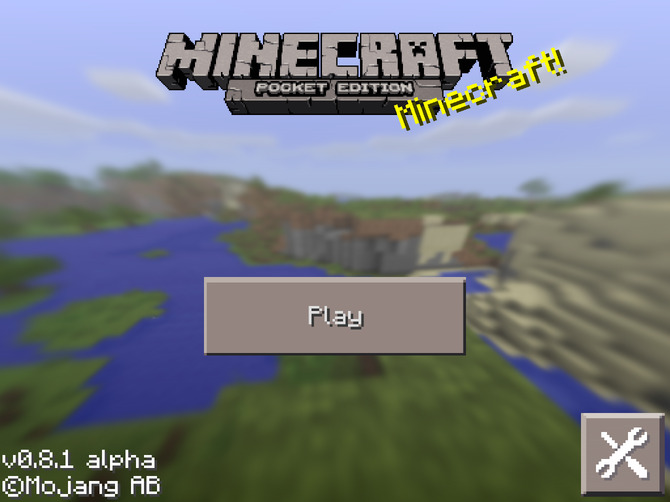 MINECRAFT
POCKET EDITION
Minecraft!
Play
v0.8.1 alpha
©Mojang AB